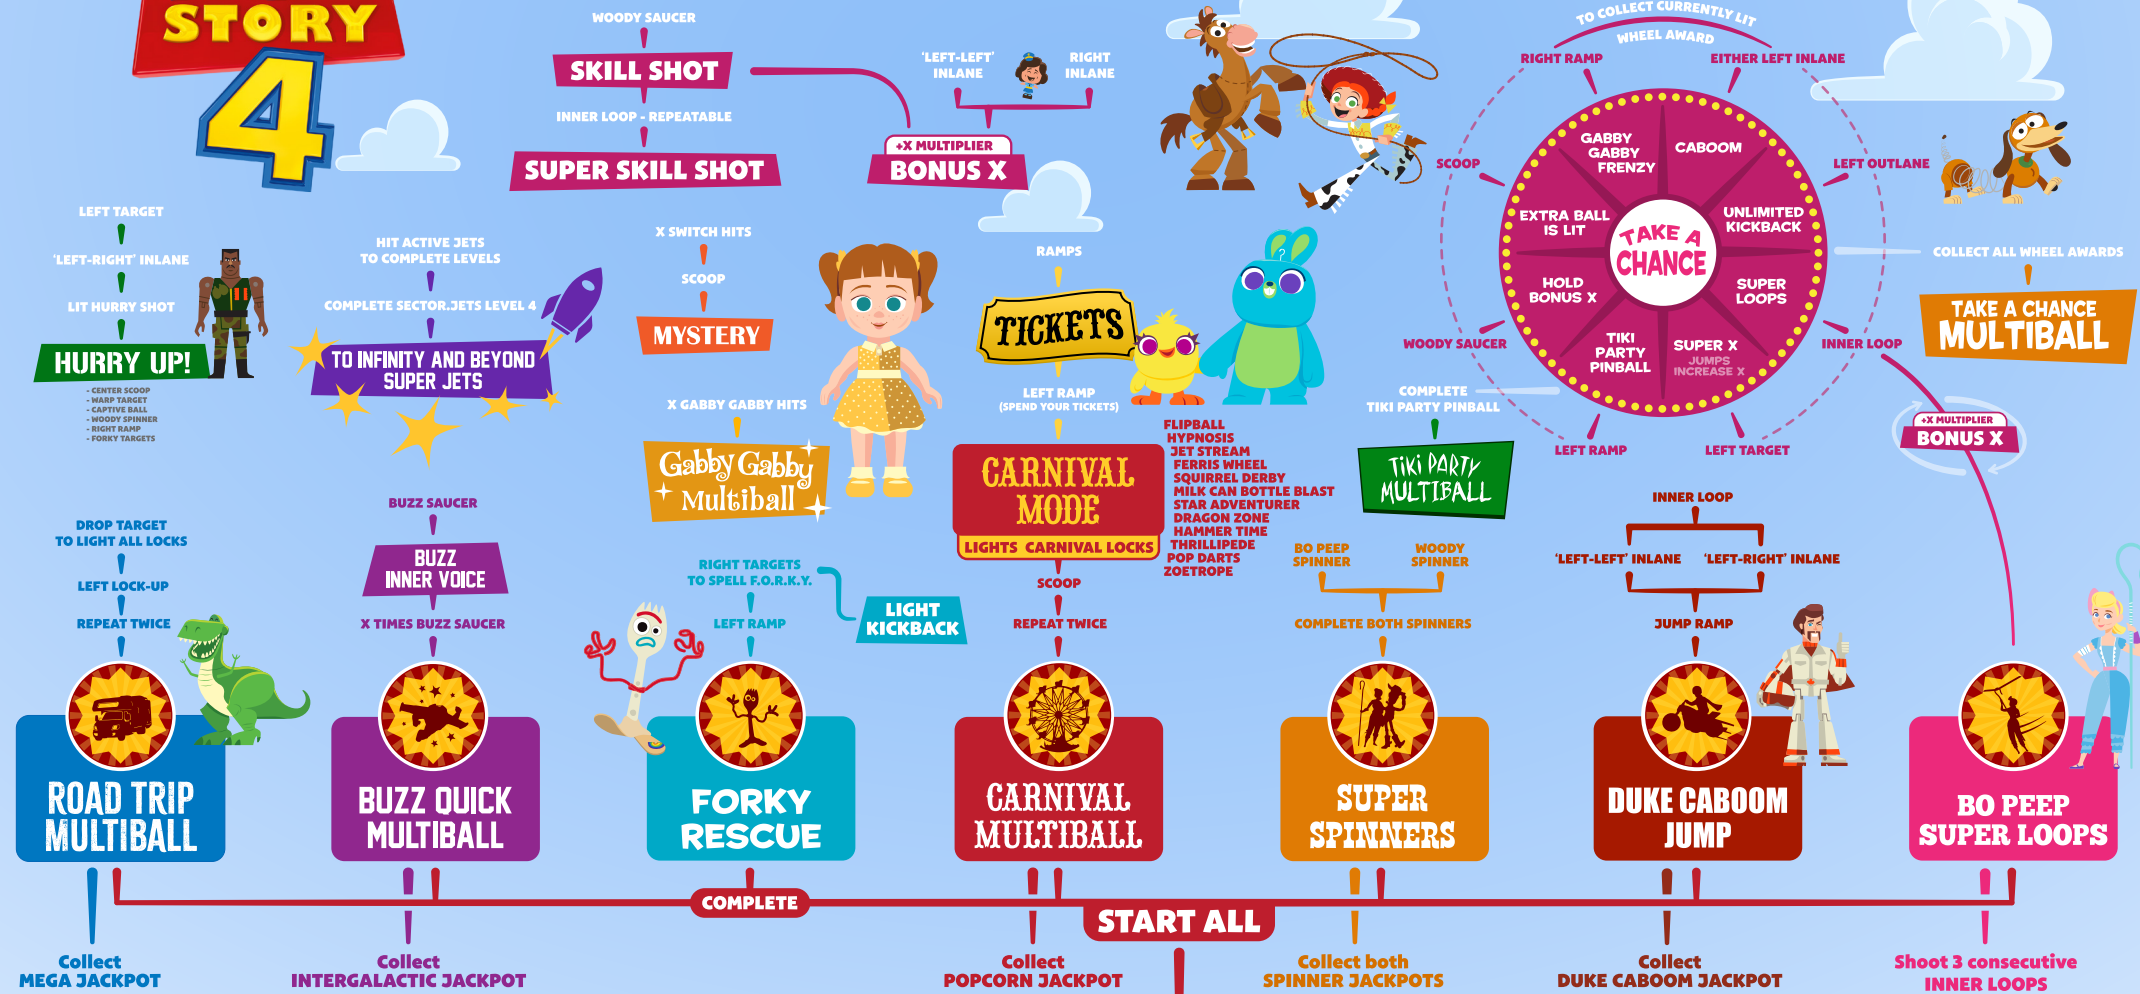 STORY
4
WOODY SAUCER
SKILL SHOT
INNER LOOP - REPEATABLE
SUPER SKILL SHOT
'LEFT-LEFT'
INLANE
RIGHT
INLANE
+X MULTIPLIER
BONUS X
TO COLLECT CURRENTLY LIT
WHEEL AWARD
RIGHT RAMP
EITHER LEFT INLANE
SCOOP
LEFT OUTLANE
WOODY SAUCER
INNER LOOP
LEFT RAMP
LEFT TARGET
GABBY
GABBY
FRENZY
CABOOM
EXTRA BALL
IS LIT
UNLIMITED
KICKBACK
TAKE A
CHANCE
HOLD
BONUS X
SUPER
LOOPS
TIKI
PARTY
PINBALL
SUPER X
JUMPS
INCREASE X
COLLECT ALL WHEEL AWARDS
TAKE A CHANCE
MULTIBALL
+X MULTIPLIER
BONUS X
LEFT TARGET
'LEFT-RIGHT' INLANE
LIT HURRY SHOT
HURRY UP!
- CENTER SCOOP
- WARP TARGET
- CAPTIVE BALL
- WOODY SPINNER
- RIGHT RAMP
- FORKY TARGETS
HIT ACTIVE JETS
TO COMPLETE LEVELS
COMPLETE SECTOR.JETS LEVEL 4
TO INFINITY AND BEYOND
SUPER JETS
X SWITCH HITS
SCOOP
MYSTERY
X GABBY GABBY HITS
Gabby Gabby
Multiball
RAMPS
TICKETS
LEFT RAMP
(SPEND YOUR TICKETS)
CARNIVAL
MODE
LIGHTS CARNIVAL LOCKS
FLIPBALL
HYPNOSIS
JET STREAM
FERRIS WHEEL
SQUIRREL DERBY
MILK CAN BOTTLE BLAST
STAR ADVENTURER
DRAGON ZONE
HAMMER TIME
THRILLIPEDE
POP DARTS
ZOETROPE
COMPLETE
TIKI PARTY PINBALL
TIKI PARTY
MULTIBALL
DROP TARGET
TO LIGHT ALL LOCKS
LEFT LOCK-UP
REPEAT TWICE
BUZZ SAUCER
BUZZ
INNER VOICE
X TIMES BUZZ SAUCER
RIGHT TARGETS
TO SPELL F.O.R.K.Y.
LEFT RAMP
LIGHT
KICKBACK
SCOOP
REPEAT TWICE
BO PEEP
SPINNER
WOODY
SPINNER
COMPLETE BOTH SPINNERS
INNER LOOP
'LEFT-LEFT' INLANE
'LEFT-RIGHT' INLANE
JUMP RAMP
ROAD TRIP
MULTIBALL
BUZZ QUICK
MULTIBALL
FORKY
RESCUE
CARNIVAL
MULTIBALL
SUPER
SPINNERS
DUKE CABOOM
JUMP
BO PEEP
SUPER LOOPS
COMPLETE
START ALL
Collect
MEGA JACKPOT
Collect
INTERGALACTIC JACKPOT
Collect
POPCORN JACKPOT
Collect both
SPINNER JACKPOTS
Collect
DUKE CABOOM JACKPOT
Shoot 3 consecutive
INNER LOOPS